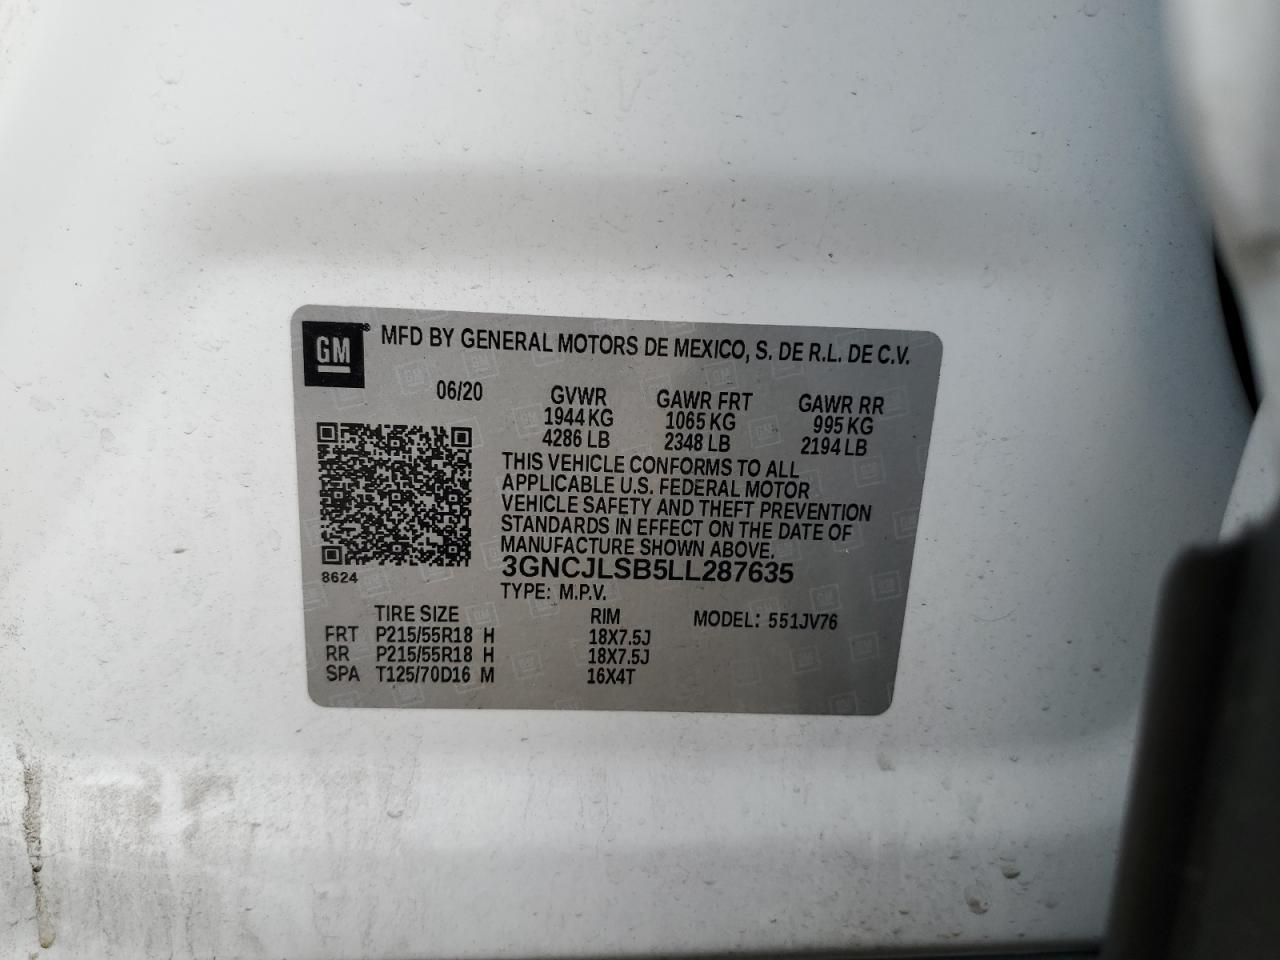 GM
MFD BY GENERAL MOTORS DE MEXICO, S. DE R.L. DE C.V.
06/20 GVWR GAWR FRT GAWR RR
1944 KG 1065 KG 995 KG
4286 LB 2348 LB 2194 LB
THIS VEHICLE CONFORMS TO ALL
APPLICABLE U.S. FEDERAL MOTOR
VEHICLE SAFETY AND THEFT PREVENTION
STANDARDS IN EFFECT ON THE DATE OF
MANUFACTURE SHOWN ABOVE.
3GNCJLSB5LL287635
8624
TYPE: M.P.V.
TIRE SIZE RIM MODEL: 551JV76
FRT P215/55R18 H 18X7.5J
RR P215/55R18 H 18X7.5J
SPA T125/70D16 M 16X4T